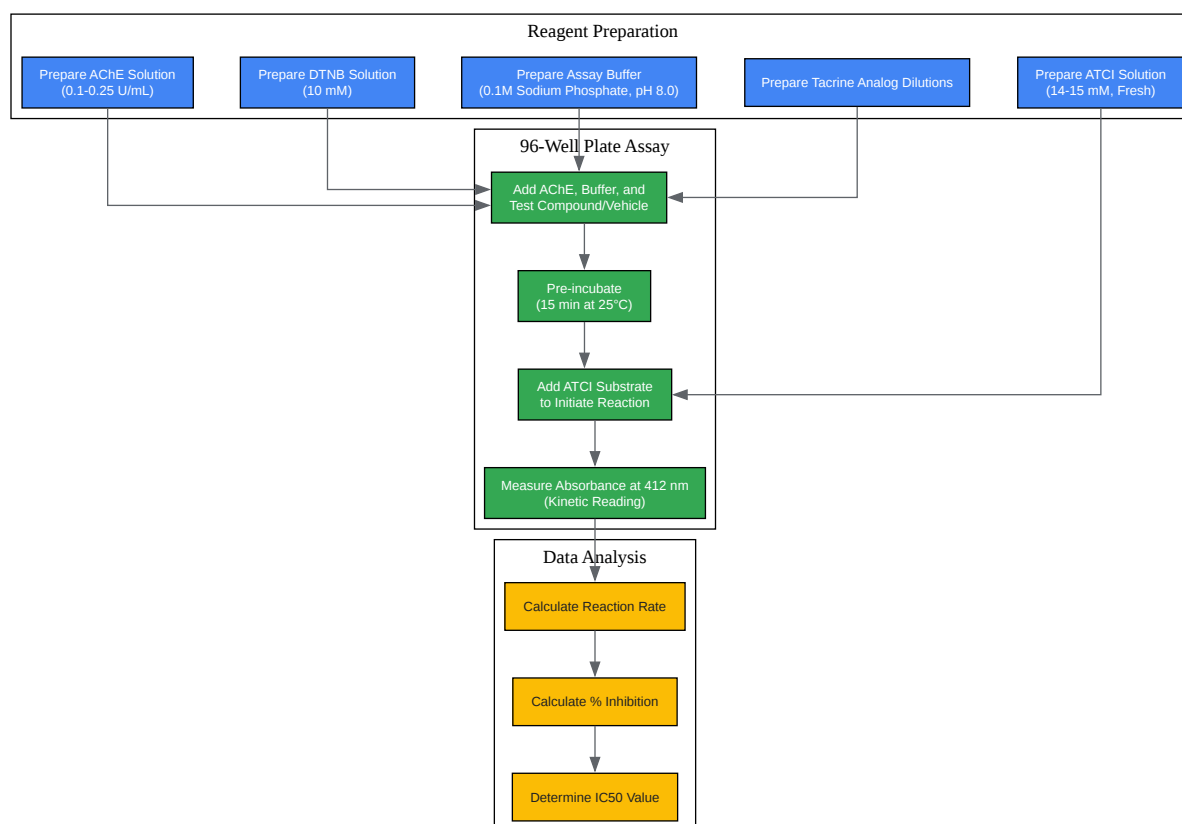 Reagent Preparation
Prepare AChE Solution
(0.1-0.25 U/mL)
Prepare DTNB Solution
(10 mM)
Prepare Assay Buffer
(0.1M Sodium Phosphate, pH 8.0)
Prepare Tacrine Analog Dilutions
Prepare ATCI Solution
(14-15 mM, Fresh)
96-Well Plate Assay
Add AChE, Buffer, and
Test Compound/Vehicle
Pre-incubate
(15 min at 25°C)
Add ATCI Substrate
to Initiate Reaction
Measure Absorbance at 412 nm
(Kinetic Reading)
Data Analysis
Calculate Reaction Rate
Calculate % Inhibition
Determine IC50 Value